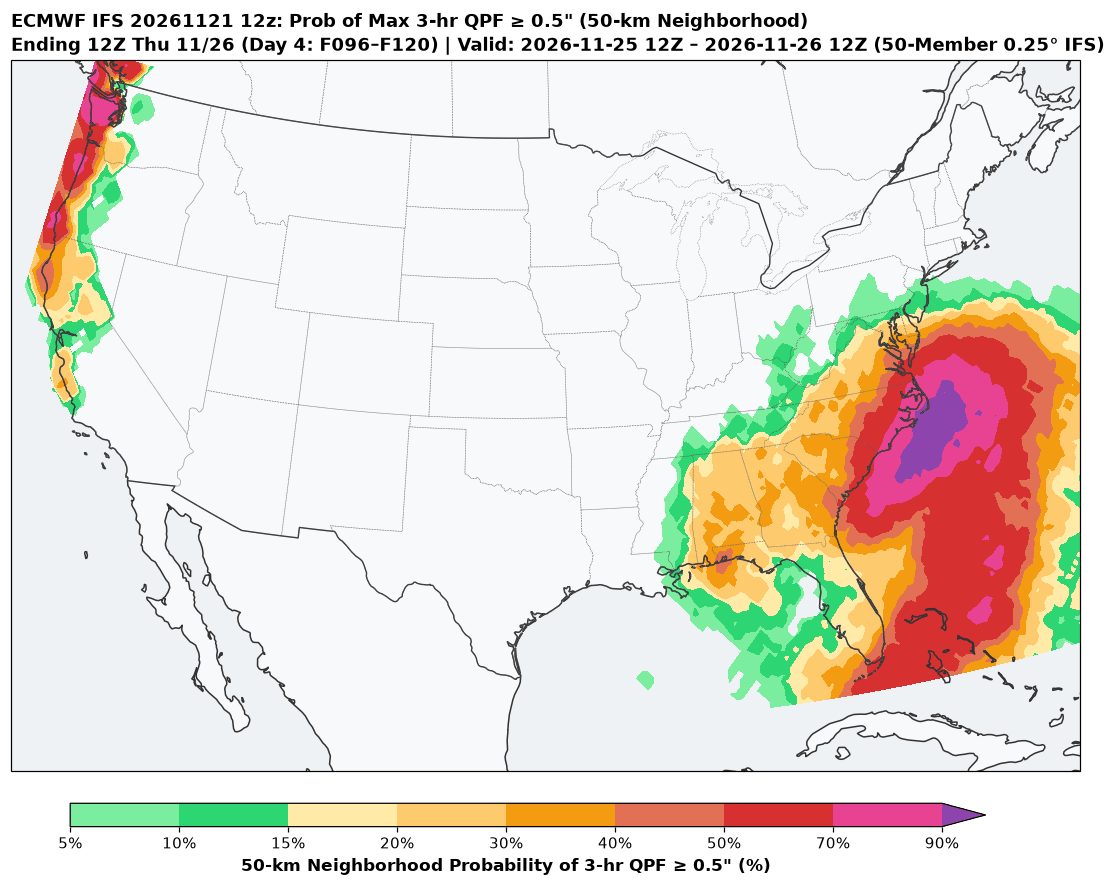 ECMWF IFS 20261121 12z: Prob of Max 3-hr QPF ≥ 0.5" (50-km Neighborhood)
Ending 12Z Thu 11/26 (Day 4: F096–F120) | Valid: 2026-11-25 12Z – 2026-11-26 12Z (50-Member 0.25° IFS)
5% 10% 15% 20% 30% 40% 50% 70% 90%
50-km Neighborhood Probability of 3-hr QPF ≥ 0.5" (%)